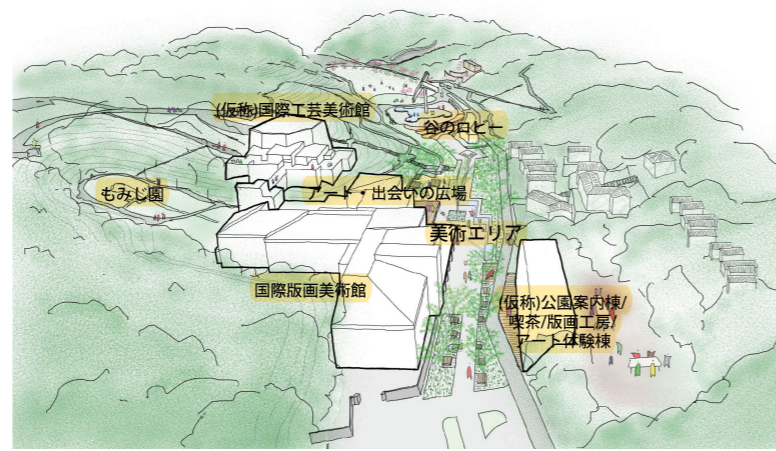 (仮称)国際工芸美術館
谷のロビー
もみじ園
アート・出会いの広場
美術エリア
国際版画美術館
(仮称)公園案内棟/
喫茶/版画工房/
アート体験棟